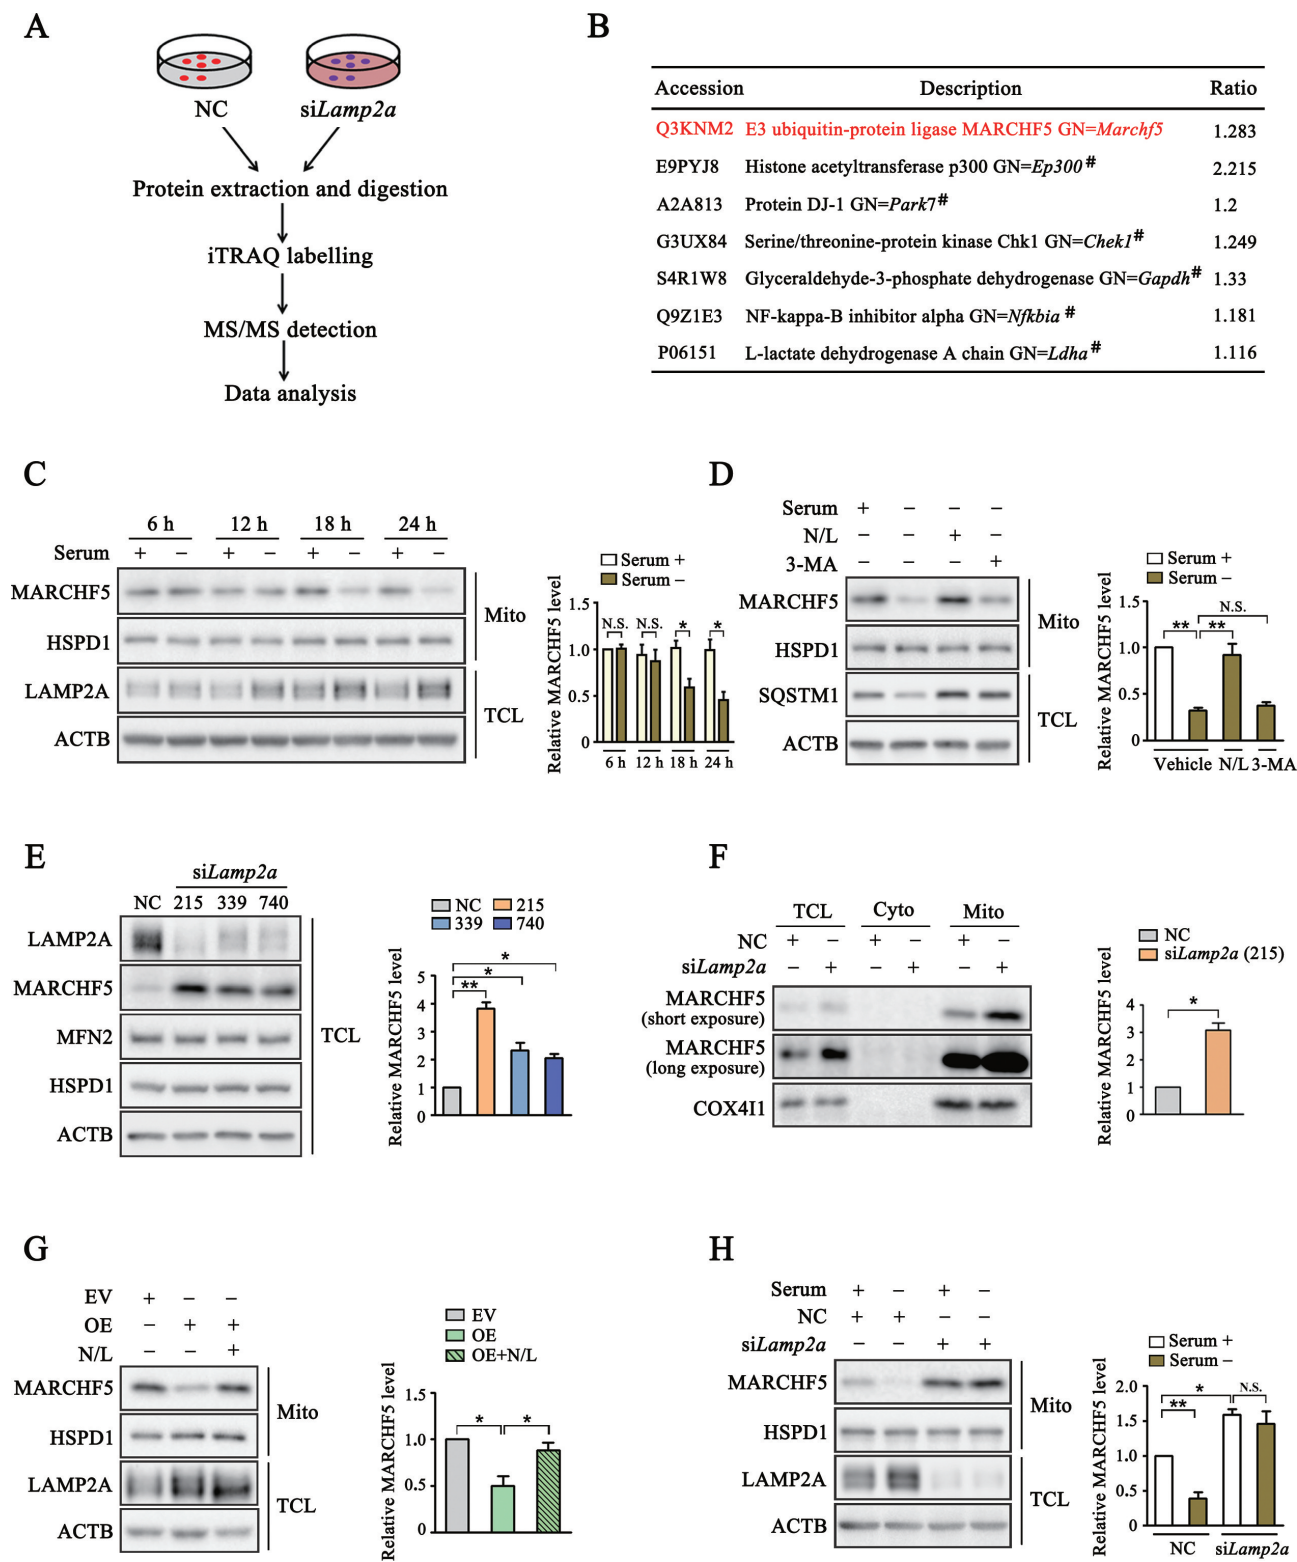 A
NC
siLamp2a
Protein extraction and digestion
iTRAQ labelling
MS/MS detection
Data analysis
B
Accession Description Ratio
Q3KNM2 E3 ubiquitin-protein ligase MARCHF5 GN=Marchf5 1.283
E9PYJ8 Histone acetyltransferase p300 GN=Ep300 # 2.215
A2A813 Protein DJ-1 GN=Park7# 1.2
G3UX84 Serine/threonine-protein kinase Chk1 GN=Chek1# 1.249
S4R1W8 Glyceraldehyde-3-phosphate dehydrogenase GN=Gapdh# 1.33
Q9Z1E3 NF-kappa-B inhibitor alpha GN=Nfkbia # 1.181
P06151 L-lactate dehydrogenase A chain GN=Ldha # 1.116
C
6 h 12 h 18 h 24 h
Serum + – + – + – + –
MARCHF5
HSPD1
LAMP2A
ACTB
Mito
TCL
Serum +
Serum –
Relative MARCHF5 level
1.5
1.0
0.5
0
N.S. N.S. * *
6 h 12 h 18 h 24 h
D
Serum + – – –
N/L – – + –
3-MA – – – +
MARCHF5
HSPD1
SQSTM1
ACTB
Mito
TCL
Serum +
Serum –
Relative MARCHF5 level
1.5
1.0
0.5
0
N.S.
** **
Vehicle N/L 3-MA
E
siLamp2a
NC 215 339 740
LAMP2A
MARCHF5
MFN2
HSPD1
ACTB
TCL
NC 215
339 740
Relative MARCHF5 level
5
4
3
2
1
0
*
*
**
F
TCL Cyto Mito
NC + – + – + –
siLamp2a – + – + – +
MARCHF5
(short exposure)
MARCHF5
(long exposure)
COX4I1
NC
siLamp2a (215)
Relative MARCHF5 level
4
3
2
1
0
*
G
EV + – –
OE – + +
N/L – – +
MARCHF5
HSPD1
LAMP2A
ACTB
Mito
TCL
EV
OE
OE+N/L
Relative MARCHF5 level
1.5
1.0
0.5
0
* *
H
Serum + – + –
NC + + – –
siLamp2a – – + +
MARCHF5
HSPD1
LAMP2A
ACTB
Mito
TCL
Serum +
Serum –
Relative MARCHF5 level
2.0
1.5
1.0
0.5
0
* N.S.
**
NC siLamp2a